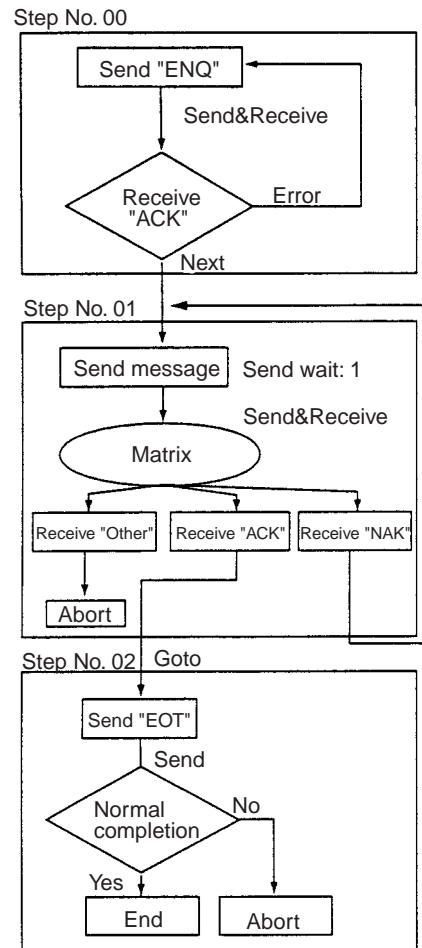 Step No. 00
Send "ENQ"
Send&Receive
Receive
"ACK"
Error
Next
Step No. 01
Send message
Send wait: 1
Send&Receive
Matrix
Receive "Other"
Receive "ACK"
Receive "NAK"
Abort
Step No. 02
Goto
Send "EOT"
Send
Normal
completion
No
Yes
End
Abort